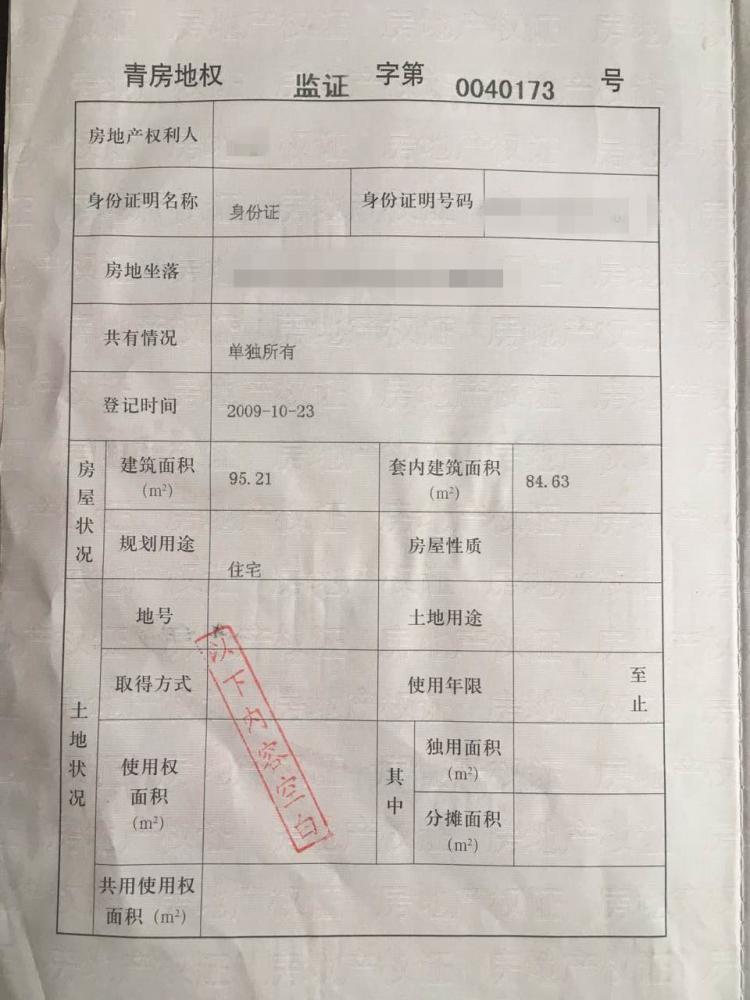 青房地权 监证 字第 0040173 号
房地产权利人
身份证明名称 身份证 身份证明号码
房地坐落
共有情况 单独所有
登记时间 2009-10-23
房屋状况
建筑面积(m²) 95.21 套内建筑面积(m²) 84.63
规划用途 住宅 房屋性质
土地状况
地号 土地用途
取得方式 使用年限 至 止
使用权面积(m²) 其中 独用面积(m²)
分摊面积(m²)
共用使用权面积(m²)
以下内容空白